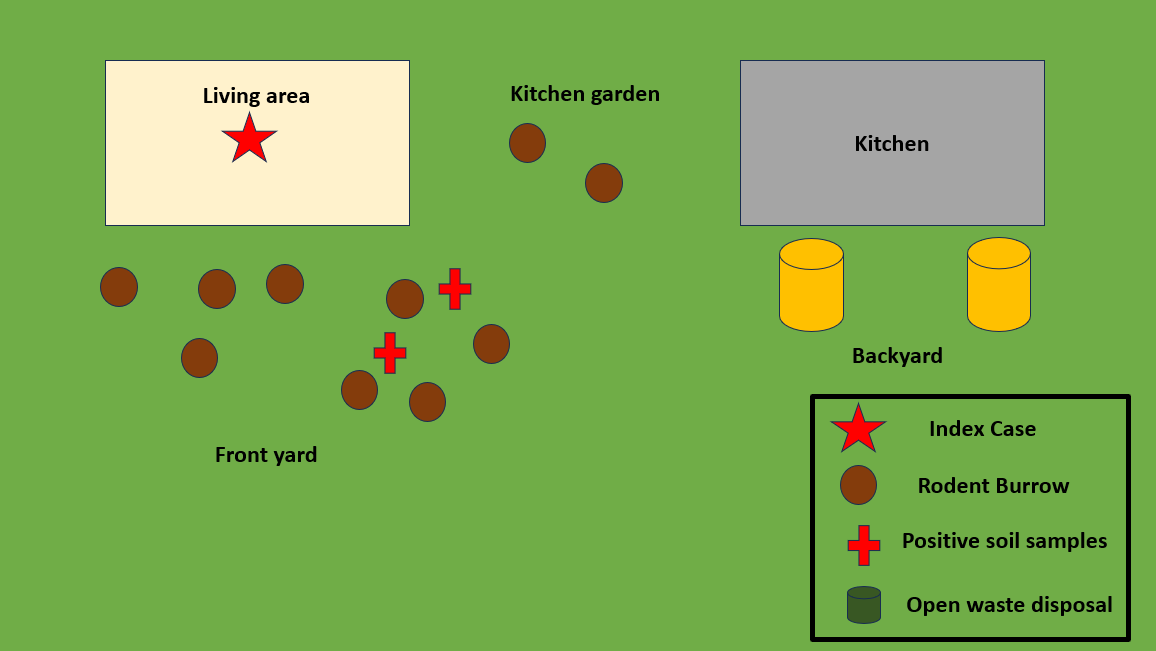 Living area
Kitchen garden
Kitchen
Backyard
Front yard
Index Case
Rodent Burrow
Positive soil samples
Open waste disposal